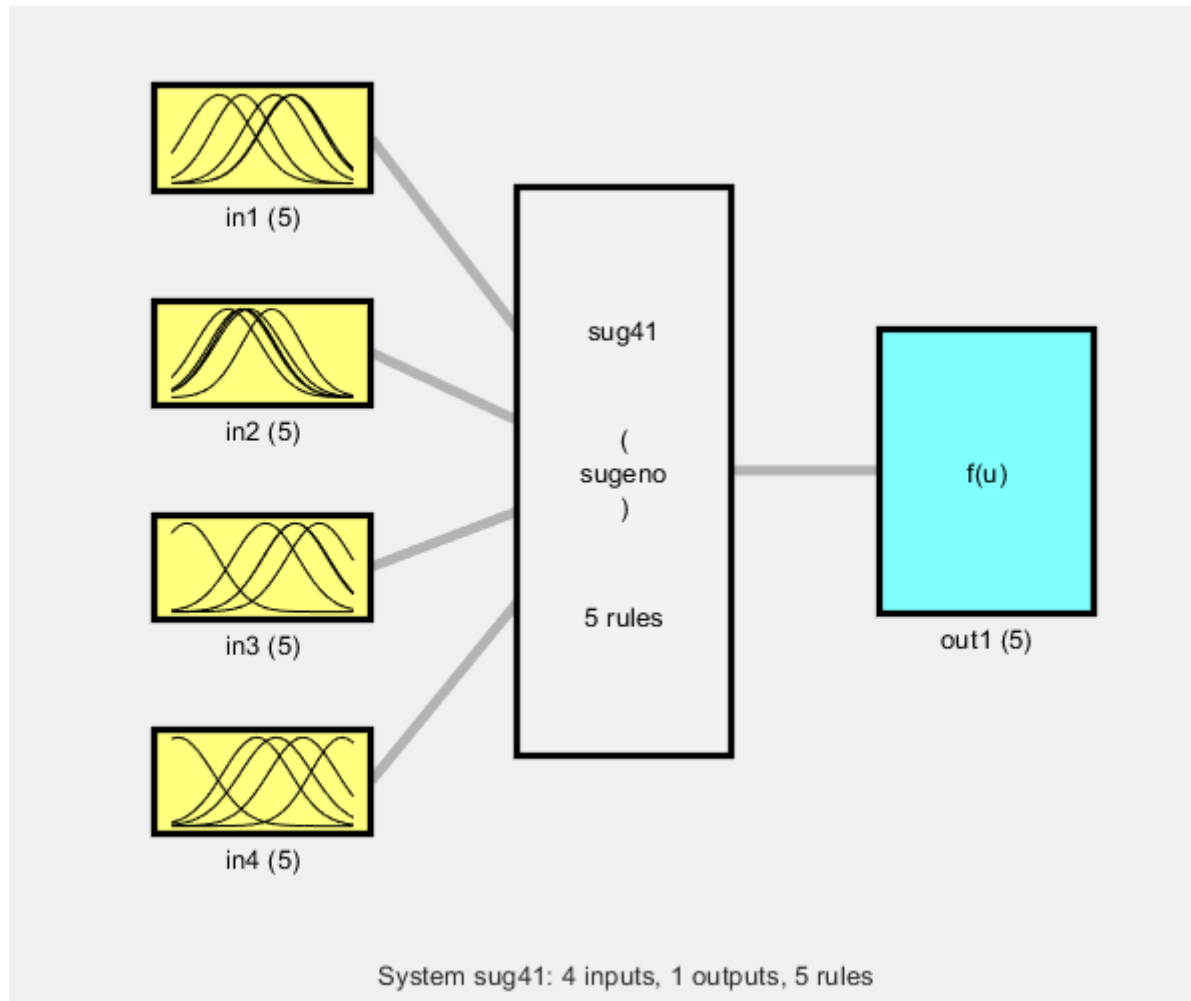 in1 (5)
in2 (5)
in3 (5)
in4 (5)
sug41
(
sugeno
)
5 rules
f(u)
out1 (5)
System sug41: 4 inputs, 1 outputs, 5 rules